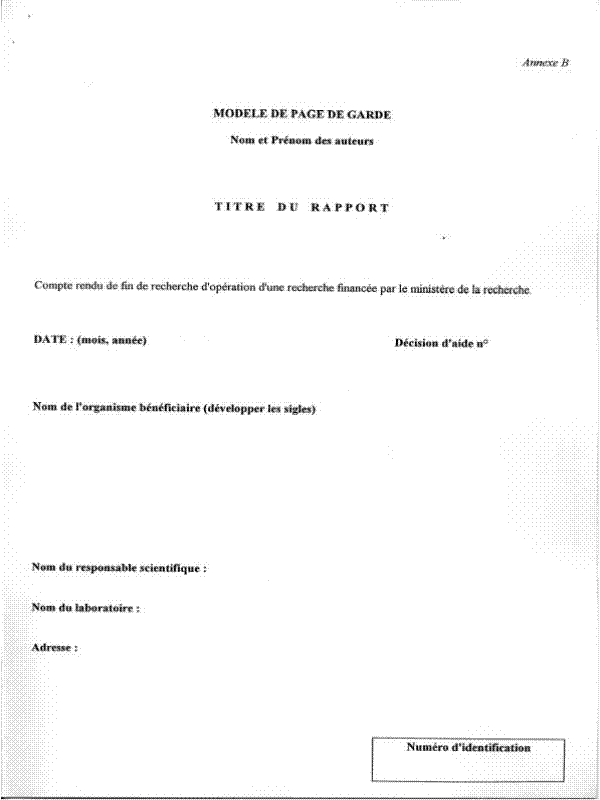 Annexe B
MODELE DE PAGE DE GARDE
Nom et Prénom des auteurs
TITRE DU RAPPORT
Compte rendu de fin de recherche d'opération d'une recherche financée par le ministère de la recherche.
DATE : (mois, année)
Décision d'aide n°
Nom de l'organisme bénéficiaire (développer les sigles)
Nom du responsable scientifique :
Nom du laboratoire :
Adresse :
Numéro d'identification